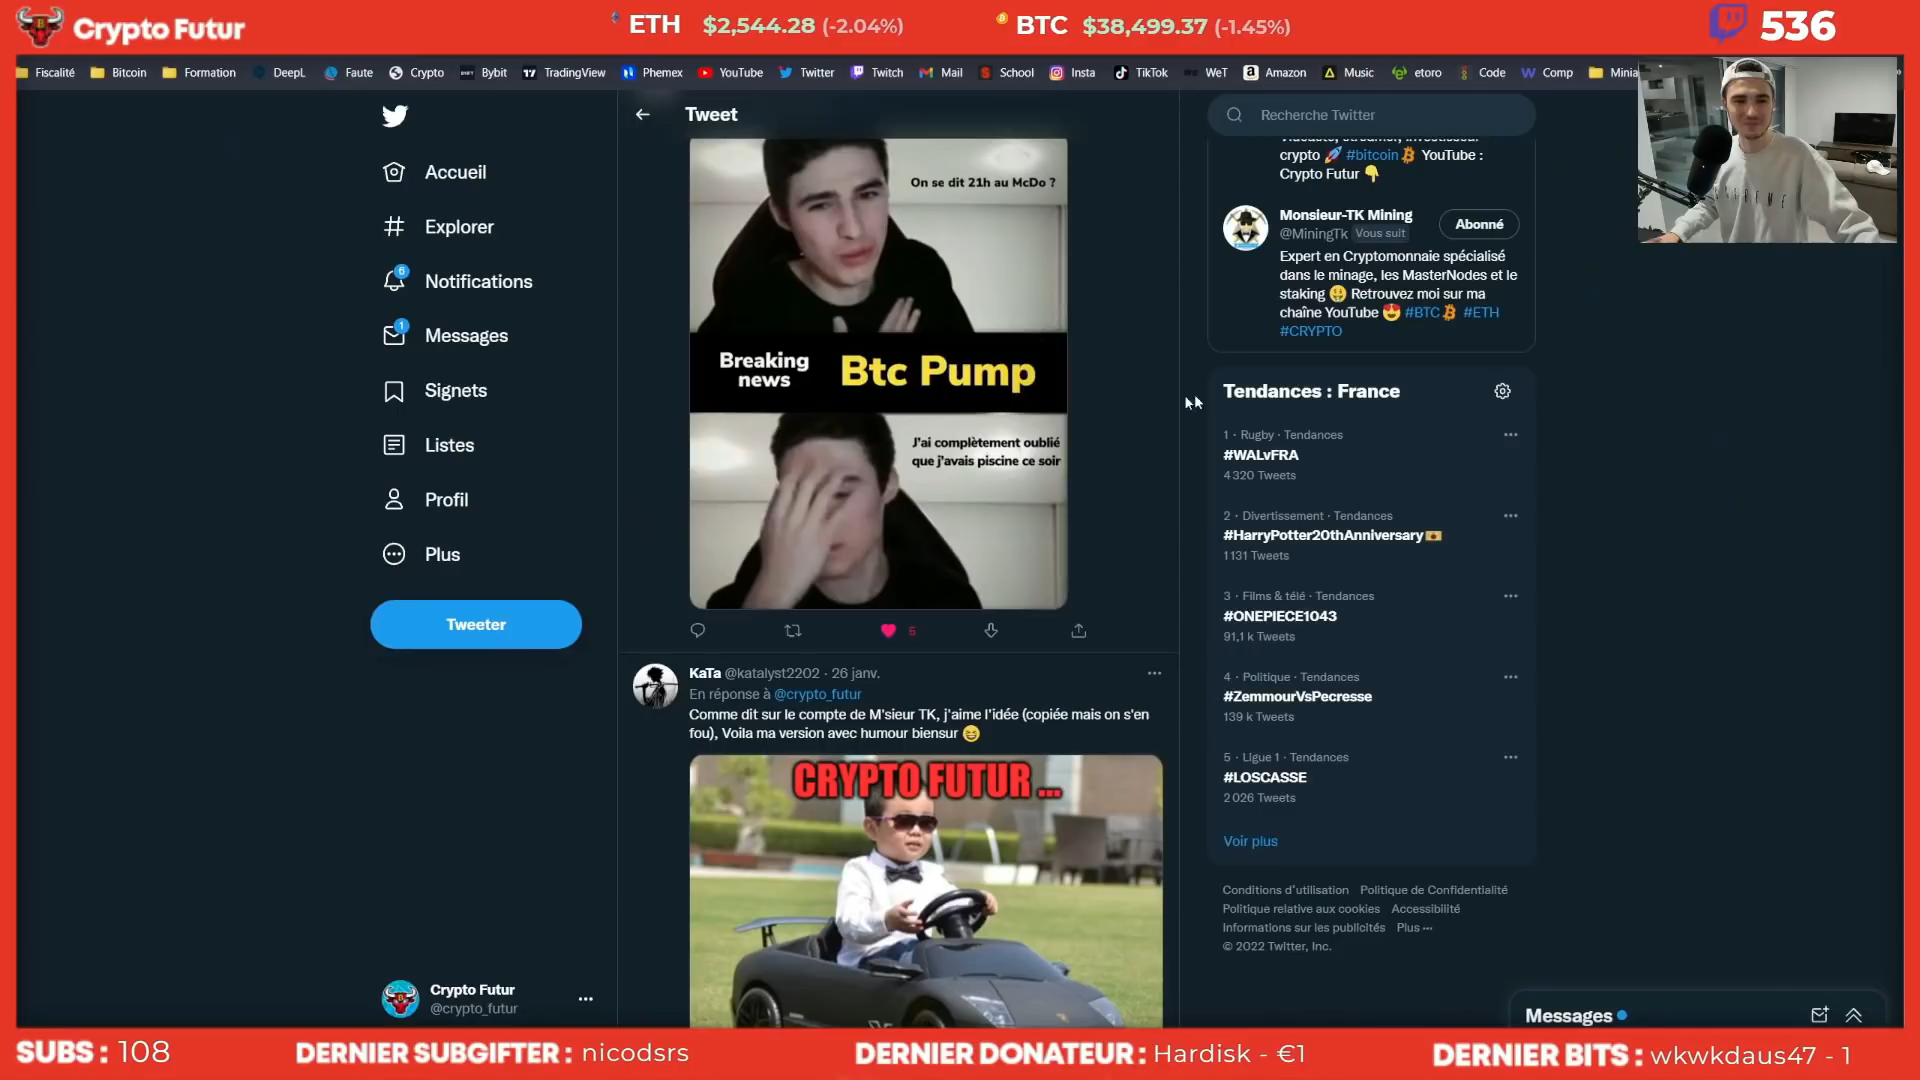 Crypto Futur
ETH $2,544.28 (-2.04%)
BTC $38,499.37 (-1.45%)
536
Fiscalité Bitcoin Formation DeepL Faute Crypto Bybit TradingView Phemex YouTube Twitter Twitch Mail School Insta TikTok WeT Amazon Music etoro Code Comp Minia
Accueil
Explorer
6
Notifications
1
Messages
Signets
Listes
Profil
Plus
Tweeter
Crypto Futur
@crypto_futur
Tweet
On se dit 21h au McDo ?
Breaking
news
Btc Pump
J'ai complètement oublié
que j'avais piscine ce soir
5
KaTa @katalyst2202 · 26 janv.
En réponse à @crypto_futur
Comme dit sur le compte de M'sieur TK, j'aime l'idée (copiée mais on s'en
fou), Voila ma version avec humour biensur 😆
CRYPTO FUTUR ...
Recherche Twitter
crypto 🚀 #bitcoin YouTube :
Crypto Futur 👇
Monsieur-TK Mining
@MiningTk Vous suit
Abonné
Expert en Cryptomonnaie spécialisé
dans le minage, les MasterNodes et le
staking 🤑 Retrouvez moi sur ma
chaîne YouTube 😍 #BTC #ETH
#CRYPTO
Tendances : France
1 · Rugby · Tendances
#WALvFRA
4 320 Tweets
2 · Divertissement · Tendances
#HarryPotter20thAnniversary
1 131 Tweets
3 · Films & télé · Tendances
#ONEPIECE1043
91,1 k Tweets
4 · Politique · Tendances
#ZemmourVsPecresse
139 k Tweets
5 · Ligue 1 · Tendances
#LOSCASSE
2 026 Tweets
Voir plus
Conditions d'utilisation Politique de Confidentialité
Politique relative aux cookies Accessibilité
Informations sur les publicités Plus ···
© 2022 Twitter, Inc.
Messages
SUBS : 108
DERNIER SUBGIFTER : nicodsrs
DERNIER DONATEUR : Hardisk - €1
DERNIER BITS : wkwkdaus47 - 1